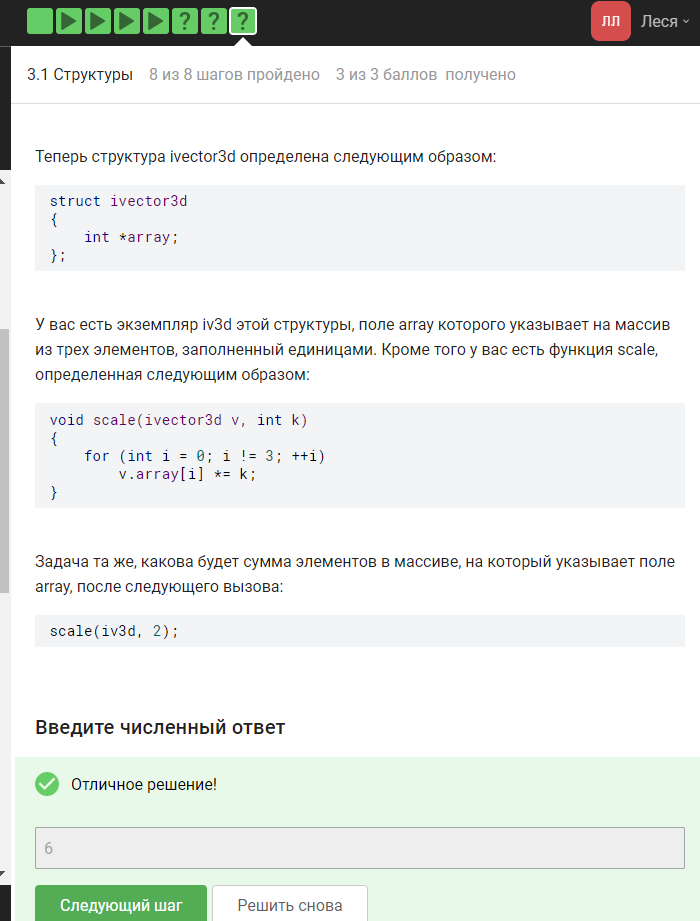 ? ? ?
ЛЛ Леся
3.1 Структуры 8 из 8 шагов пройдено 3 из 3 баллов получено
Теперь структура ivector3d определена следующим образом:
struct ivector3d
{
    int *array;
};
У вас есть экземпляр iv3d этой структуры, поле array которого указывает на массив
из трех элементов, заполненный единицами. Кроме того у вас есть функция scale,
определенная следующим образом:
void scale(ivector3d v, int k)
{
    for (int i = 0; i != 3; ++i)
        v.array[i] *= k;
}
Задача та же, какова будет сумма элементов в массиве, на который указывает поле
array, после следующего вызова:
scale(iv3d, 2);
Введите численный ответ
Отличное решение!
6
Следующий шаг Решить снова